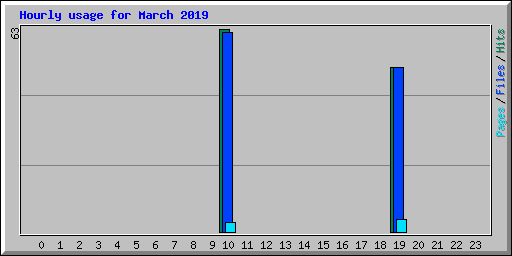 Hourly usage for March 2019
63
Pages/Files/Hits
0 1 2 3 4 5 6 7 8 9 10 11 12 13 14 15 16 17 18 19 20 21 22 23